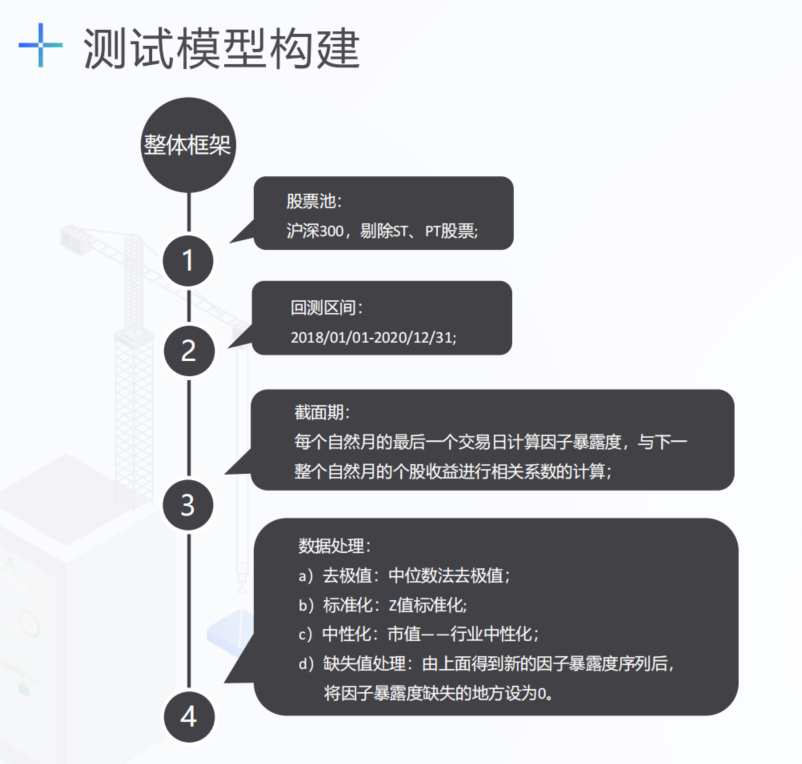 测试模型构建
整体框架
1
股票池：
沪深300，剔除ST、PT股票;
2
回测区间：
2018/01/01-2020/12/31;
3
截面期：
每个自然月的最后一个交易日计算因子暴露度，与下一
整个自然月的个股收益进行相关系数的计算；
4
数据处理：
a）去极值：中位数法去极值；
b）标准化：Z值标准化;
c）中性化：市值——行业中性化；
d）缺失值处理：由上面得到新的因子暴露度序列后，
将因子暴露度缺失的地方设为0。